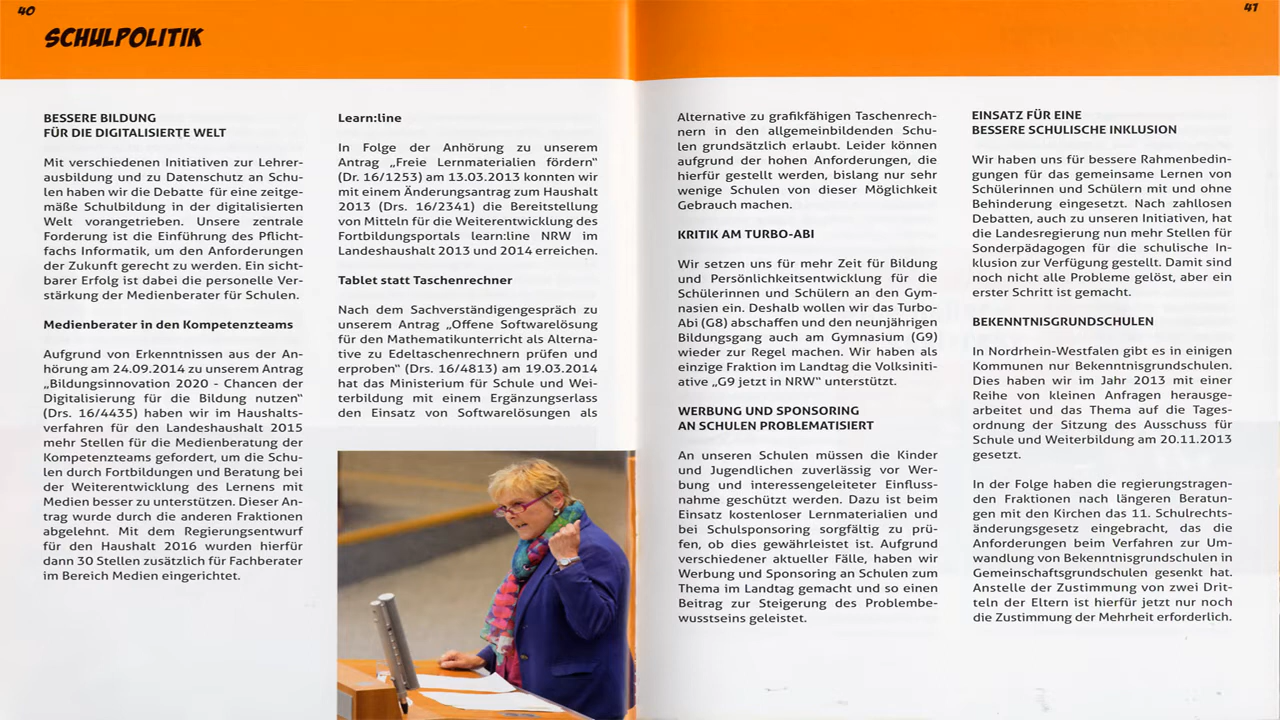 40
SCHULPOLITIK
BESSERE BILDUNG
FÜR DIE DIGITALISIERTE WELT
Mit verschiedenen Initiativen zur Lehrer-
ausbildung und zu Datenschutz an Schu-
len haben wir die Debatte für eine zeitge-
mäße Schulbildung in der digitalisierten
Welt vorangetrieben. Unsere zentrale
Forderung ist die Einführung des Pflicht-
fachs Informatik, um den Anforderungen
der Zukunft gerecht zu werden. Ein sicht-
barer Erfolg ist dabei die personelle Ver-
stärkung der Medienberater für Schulen.
Medienberater in den Kompetenzteams
Aufgrund von Erkenntnissen aus der An-
hörung am 24.09.2014 zu unserem Antrag
„Bildungsinnovation 2020 - Chancen der
Digitalisierung für die Bildung nutzen“
(Drs. 16/4435) haben wir im Haushalts-
verfahren für den Landeshaushalt 2015
mehr Stellen für die Medienberatung der
Kompetenzteams gefordert, um die Schu-
len durch Fortbildungen und Beratung bei
der Weiterentwicklung des Lernens mit
Medien besser zu unterstützen. Dieser An-
trag wurde durch die anderen Fraktionen
abgelehnt. Mit dem Regierungsentwurf
für den Haushalt 2016 wurden hierfür
dann 30 Stellen zusätzlich für Fachberater
im Bereich Medien eingerichtet.
Learn:line
In Folge der Anhörung zu unserem
Antrag „Freie Lernmaterialien fördern“
(Dr. 16/1253) am 13.03.2013 konnten wir
mit einem Änderungsantrag zum Haushalt
2013 (Drs. 16/2341) die Bereitstellung
von Mitteln für die Weiterentwicklung des
Fortbildungsportals learn:line NRW im
Landeshaushalt 2013 und 2014 erreichen.
Tablet statt Taschenrechner
Nach dem Sachverständigengespräch zu
unserem Antrag „Offene Softwarelösung
für den Mathematikunterricht als Alterna-
tive zu Edeltaschenrechnern prüfen und
erproben“ (Drs. 16/4813) am 19.03.2014
hat das Ministerium für Schule und Wei-
terbildung mit einem Ergänzungserlass
den Einsatz von Softwarelösungen als
41
Alternative zu grafikfähigen Taschenrech-
nern in den allgemeinbildenden Schu-
len grundsätzlich erlaubt. Leider können
aufgrund der hohen Anforderungen, die
hierfür gestellt werden, bislang nur sehr
wenige Schulen von dieser Möglichkeit
Gebrauch machen.
KRITIK AM TURBO-ABI
Wir setzen uns für mehr Zeit für Bildung
und Persönlichkeitsentwicklung für die
Schülerinnen und Schülern an den Gym-
nasien ein. Deshalb wollen wir das Turbo-
Abi (G8) abschaffen und den neunjährigen
Bildungsgang auch am Gymnasium (G9)
wieder zur Regel machen. Wir haben als
einzige Fraktion im Landtag die Volksiniti-
ative „G9 jetzt in NRW“ unterstützt.
WERBUNG UND SPONSORING
AN SCHULEN PROBLEMATISIERT
An unseren Schulen müssen die Kinder
und Jugendlichen zuverlässig vor Wer-
bung und interessengeleiteter Einfluss-
nahme geschützt werden. Dazu ist beim
Einsatz kostenloser Lernmaterialien und
bei Schulsponsoring sorgfältig zu prü-
fen, ob dies gewährleistet ist. Aufgrund
verschiedener aktueller Fälle, haben wir
Werbung und Sponsoring an Schulen zum
Thema im Landtag gemacht und so einen
Beitrag zur Steigerung des Problembe-
wusstseins geleistet.
EINSATZ FÜR EINE
BESSERE SCHULISCHE INKLUSION
Wir haben uns für bessere Rahmenbedin-
gungen für das gemeinsame Lernen von
Schülerinnen und Schülern mit und ohne
Behinderung eingesetzt. Nach zahllosen
Debatten, auch zu unseren Initiativen, hat
die Landesregierung nun mehr Stellen für
Sonderpädagogen für die schulische In-
klusion zur Verfügung gestellt. Damit sind
noch nicht alle Probleme gelöst, aber ein
erster Schritt ist gemacht.
BEKENNTNISGRUNDSCHULEN
In Nordrhein-Westfalen gibt es in einigen
Kommunen nur Bekenntnisgrundschulen.
Dies haben wir im Jahr 2013 mit einer
Reihe von kleinen Anfragen herausge-
arbeitet und das Thema auf die Tages-
ordnung der Sitzung des Ausschuss für
Schule und Weiterbildung am 20.11.2013
gesetzt.
In der Folge haben die regierungstragen-
den Fraktionen nach längeren Beratun-
gen mit den Kirchen das 11. Schulrechts-
änderungsgesetz eingebracht, das die
Anforderungen beim Verfahren zur Um-
wandlung von Bekenntnisgrundschulen in
Gemeinschaftsgrundschulen gesenkt hat.
Anstelle der Zustimmung von zwei Drit-
teln der Eltern ist hierfür jetzt nur noch
die Zustimmung der Mehrheit erforderlich.